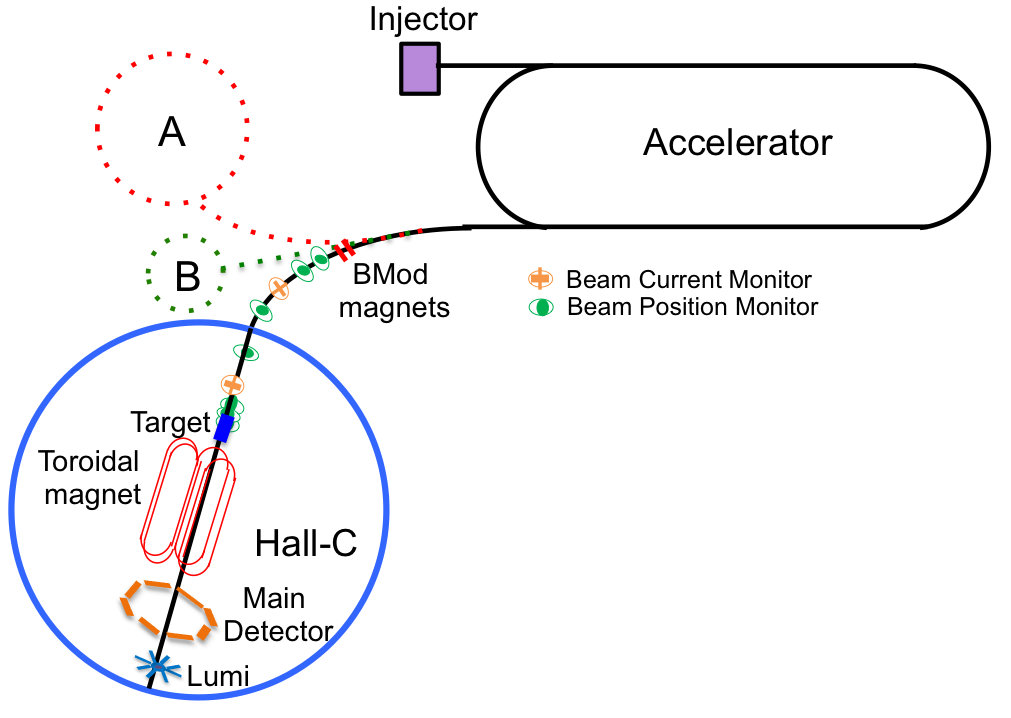 Injector
Accelerator
A
B
BMod
magnets
Beam Current Monitor
Beam Position Monitor
Target
Toroidal
magnet
Hall-C
Main
Detector
Lumi